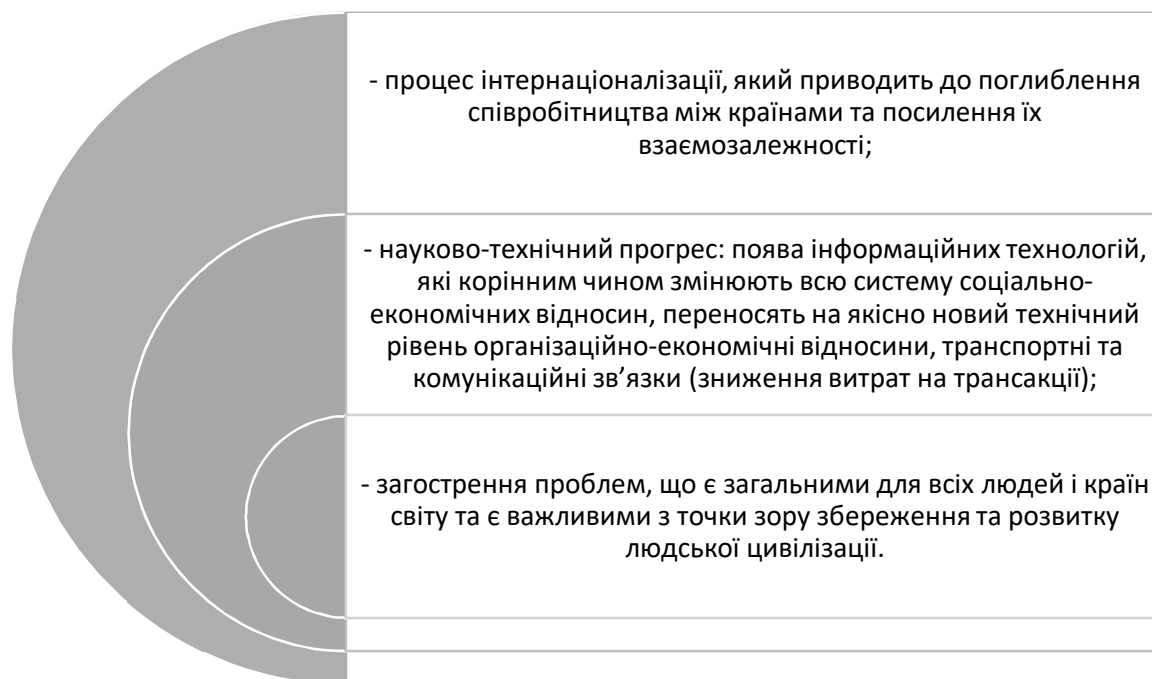 - процес інтернаціоналізації, який приводить до поглиблення
співробітництва між країнами та посилення їх
взаємозалежності;
- науково-технічний прогрес: поява інформаційних технологій,
які корінним чином змінюють всю систему соціально-
економічних відносин, переносять на якісно новий технічний
рівень організаційно-економічні відносини, транспортні та
комунікаційні зв’язки (зниження витрат на трансакції);
- загострення проблем, що є загальними для всіх людей і країн
світу та є важливими з точки зору збереження та розвитку
людської цивілізації.